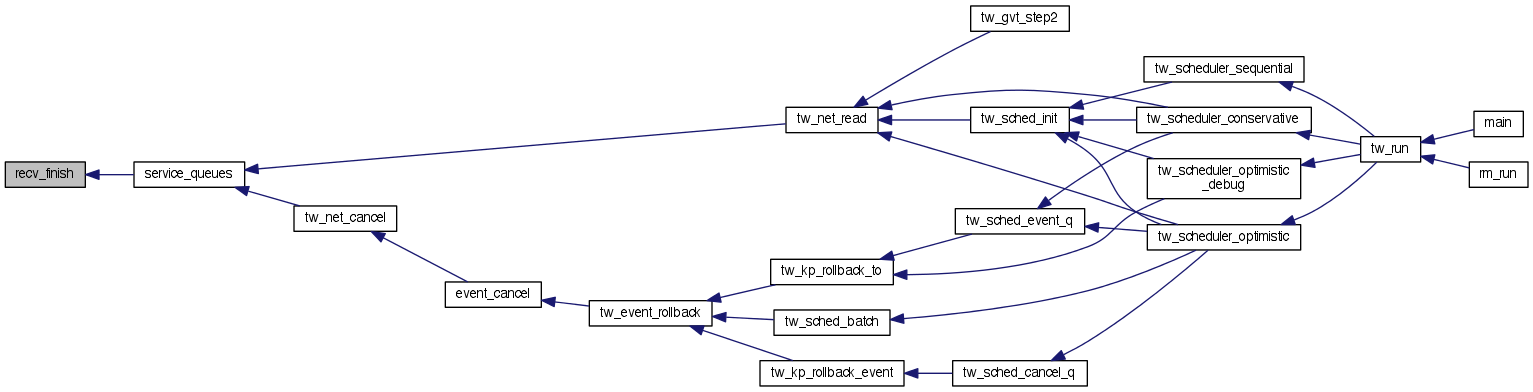 tw_gvt_step2
tw_scheduler_sequential
tw_net_read
tw_sched_init
tw_scheduler_conservative
main
tw_run
recv_finish
service_queues
tw_scheduler_optimistic
_debug
rm_run
tw_net_cancel
tw_sched_event_q
tw_scheduler_optimistic
tw_kp_rollback_to
event_cancel
tw_event_rollback
tw_sched_batch
tw_kp_rollback_event
tw_sched_cancel_q